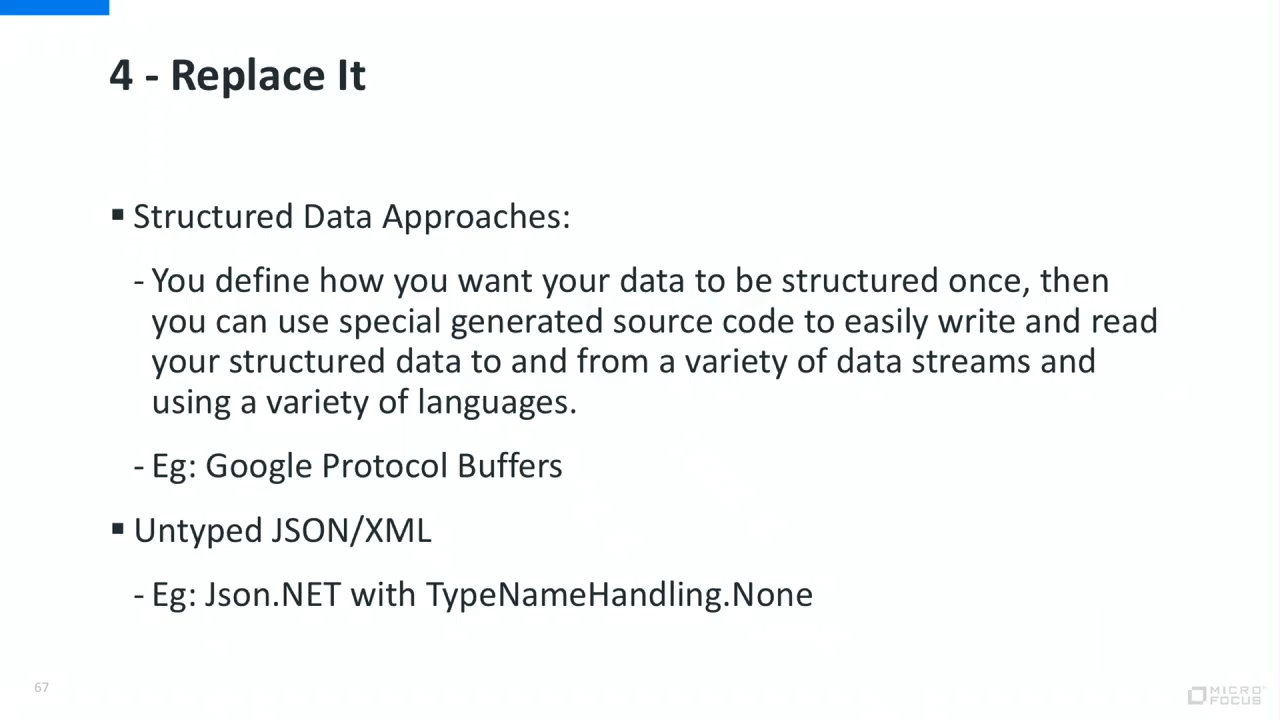 4 - Replace It
▪ Structured Data Approaches:
- You define how you want your data to be structured once, then
you can use special generated source code to easily write and read
your structured data to and from a variety of data streams and
using a variety of languages.
- Eg: Google Protocol Buffers
▪ Untyped JSON/XML
- Eg: Json.NET with TypeNameHandling.None
67
MICRO
FOCUS